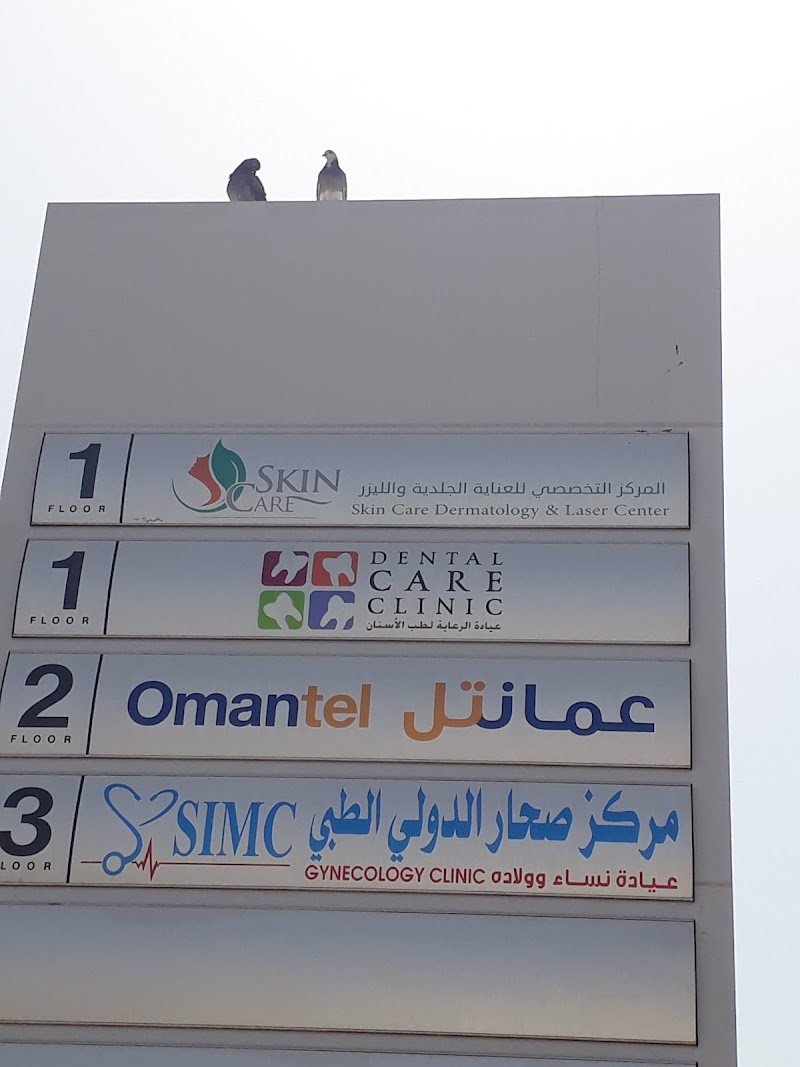 1
FLOOR
SKIN
CARE
المركز التخصصي للعناية الجلدية والليزر
Skin Care Dermatology & Laser Center
1
FLOOR
DENTAL
CARE
CLINIC
عيادة الرعاية لطب الأسنان
2
FLOOR
Omantel عمانتل
3
LOOR
SIMC مركز صحار الدولي الطبي
GYNECOLOGY CLINIC عيادة نساء وولاده